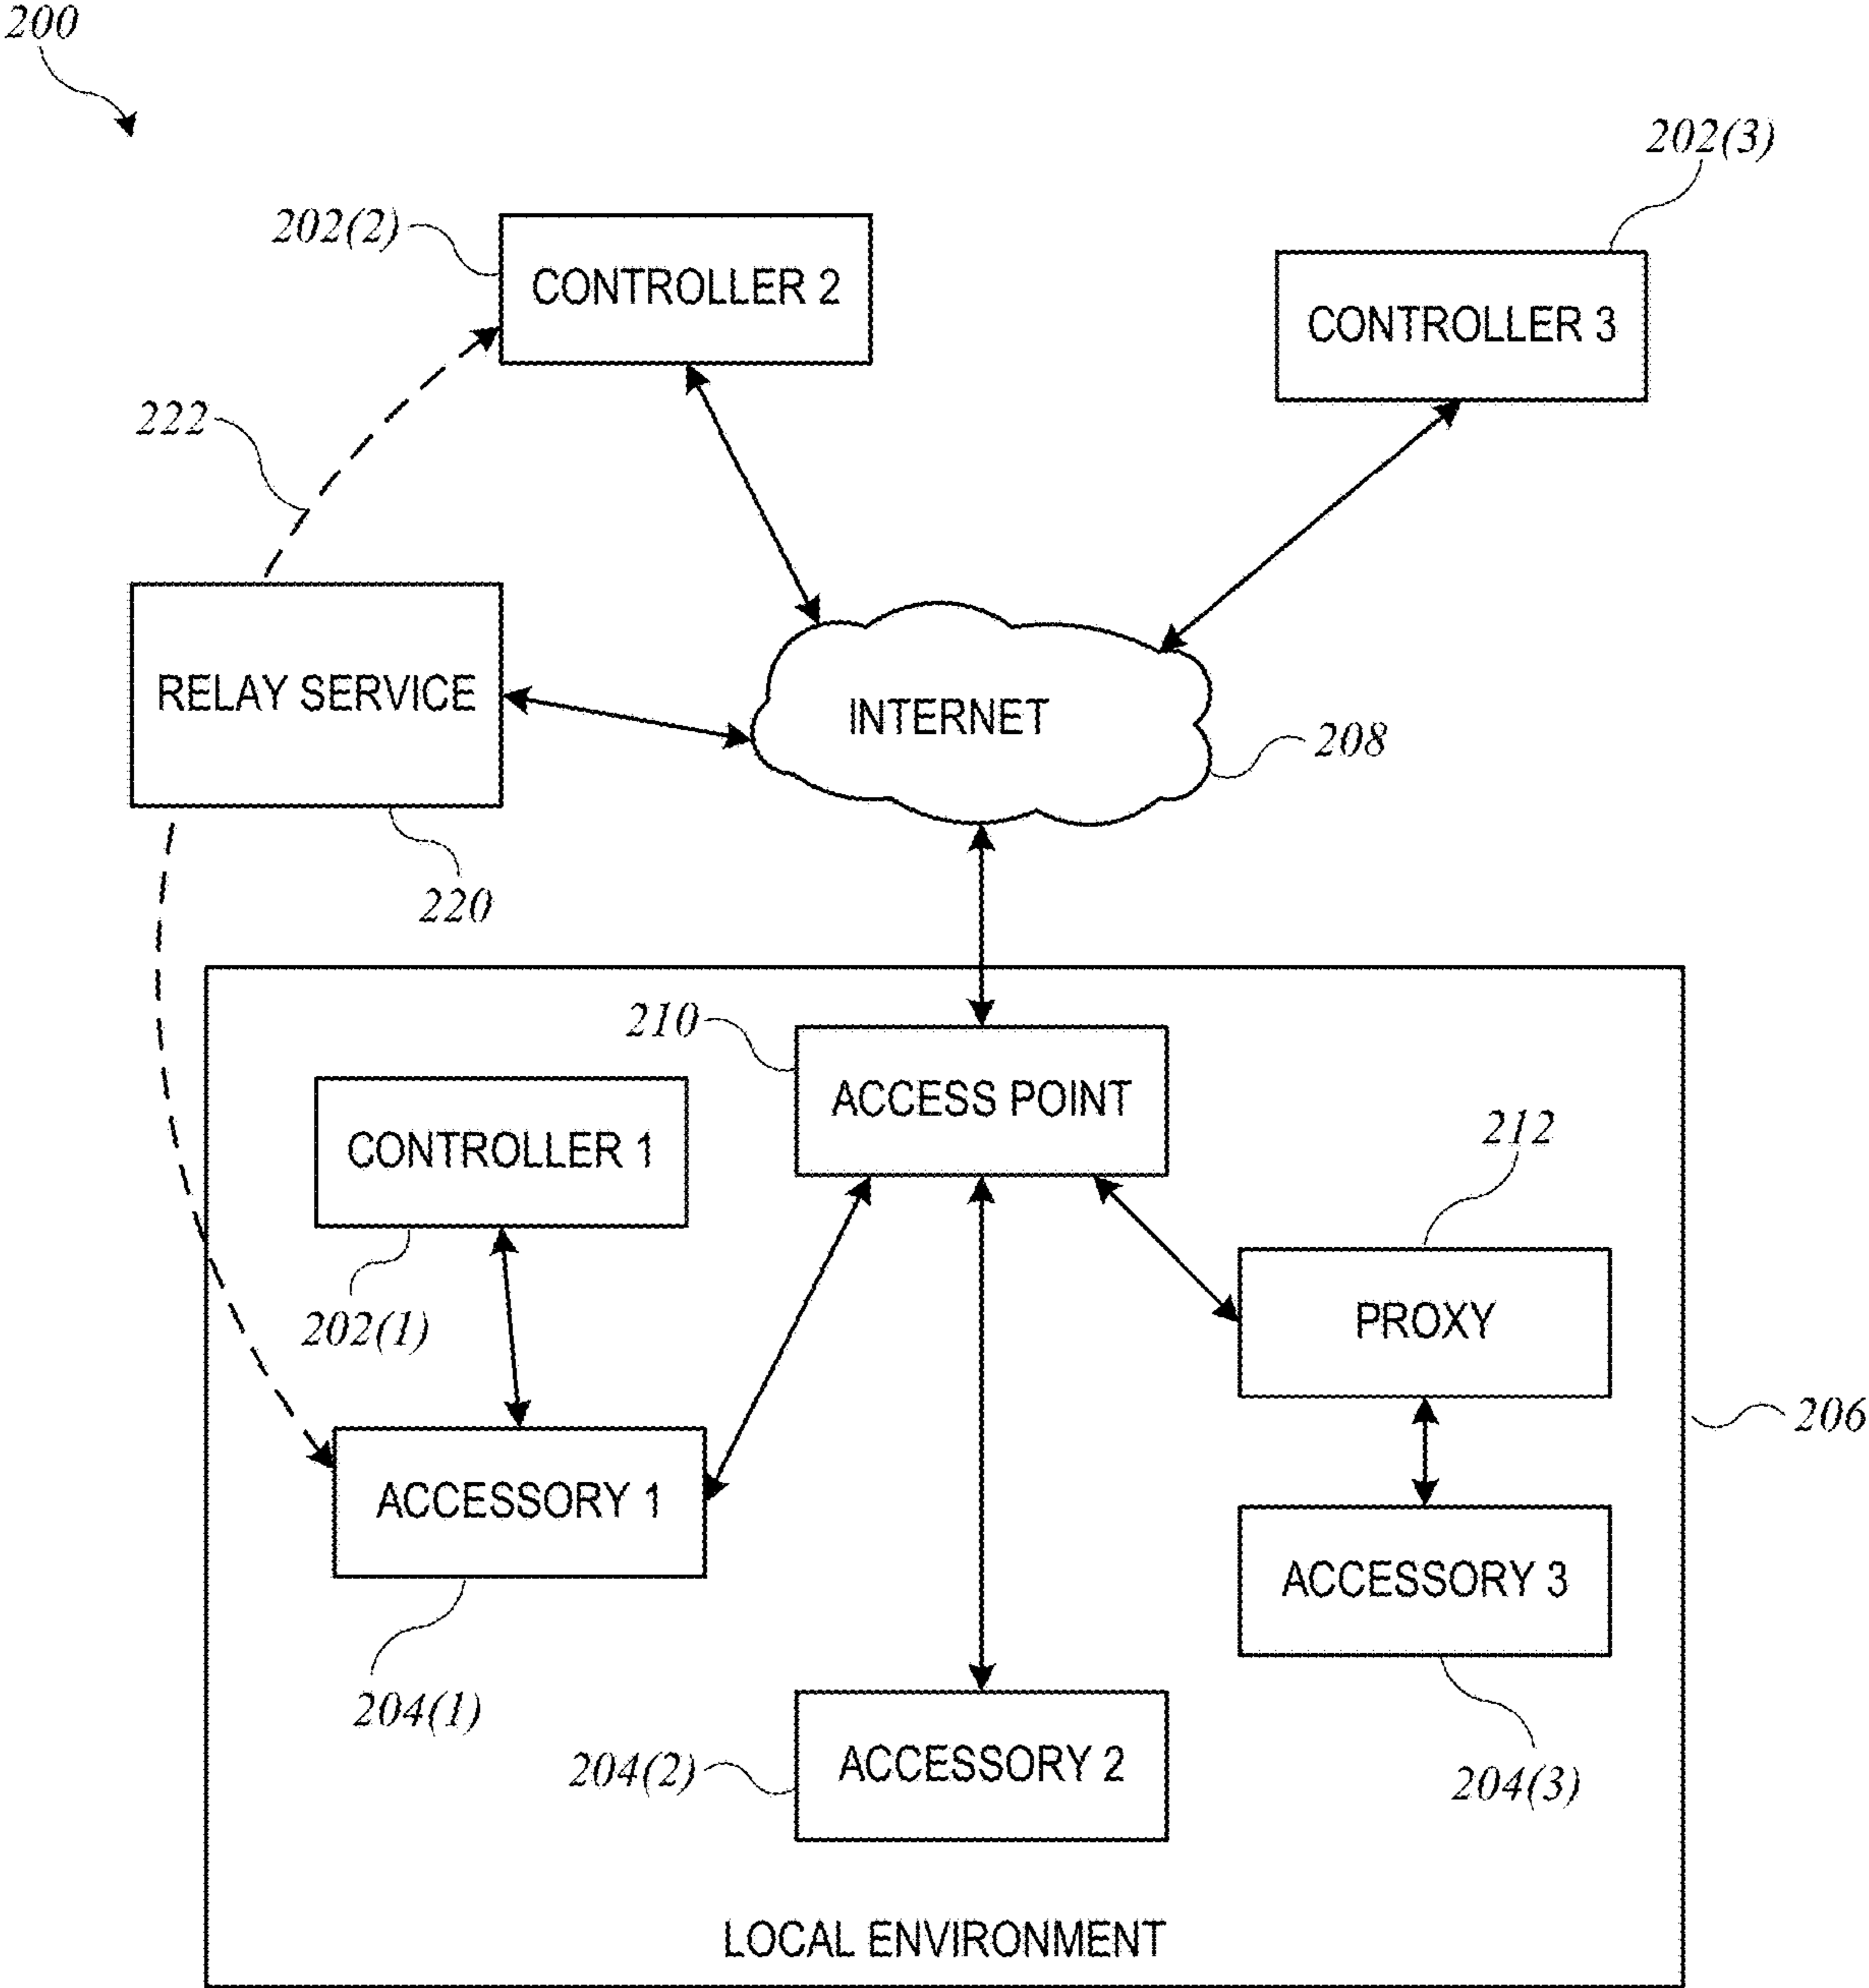 200
202(3)
202(2)
CONTROLLER 2
CONTROLLER 3
222
RELAY SERVICE
INTERNET
208
220
210
ACCESS POINT
CONTROLLER 1
212
202(1)
PROXY
206
ACCESSORY 1
ACCESSORY 3
204(1)
204(2)
ACCESSORY 2
204(3)
LOCAL ENVIRONMENT